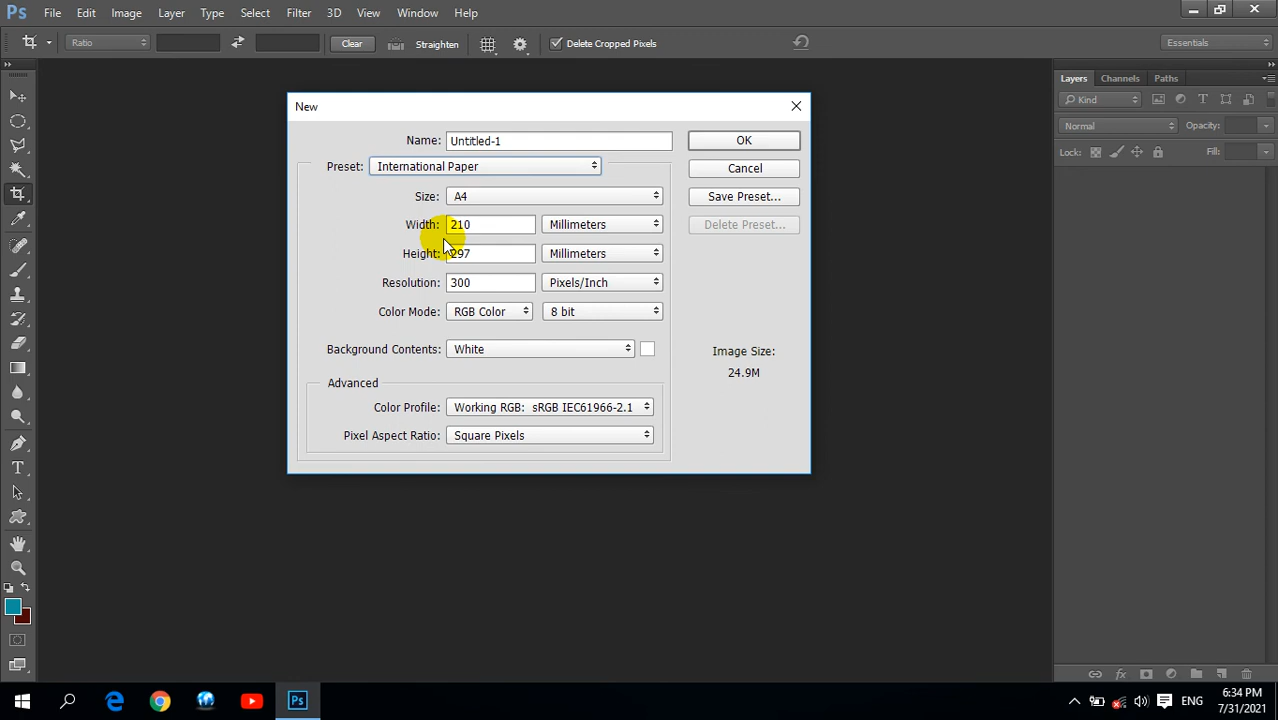 Ps File Edit Image Layer Type Select Filter 3D View Window Help
Ratio Clear Straighten Delete Cropped Pixels Essentials
Layers Channels Paths
Kind
Normal Opacity:
Lock: Fill:
New
Name: Untitled-1 OK
Preset: International Paper Cancel
Size: A4 Save Preset...
Width: 210 Millimeters Delete Preset...
Height: 297 Millimeters
Resolution: 300 Pixels/Inch
Color Mode: RGB Color 8 bit
Background Contents: White
Image Size:
24.9M
Advanced
Color Profile: Working RGB: sRGB IEC61966-2.1
Pixel Aspect Ratio: Square Pixels
T
fx
Ps
ENG
6:34 PM
7/31/2021